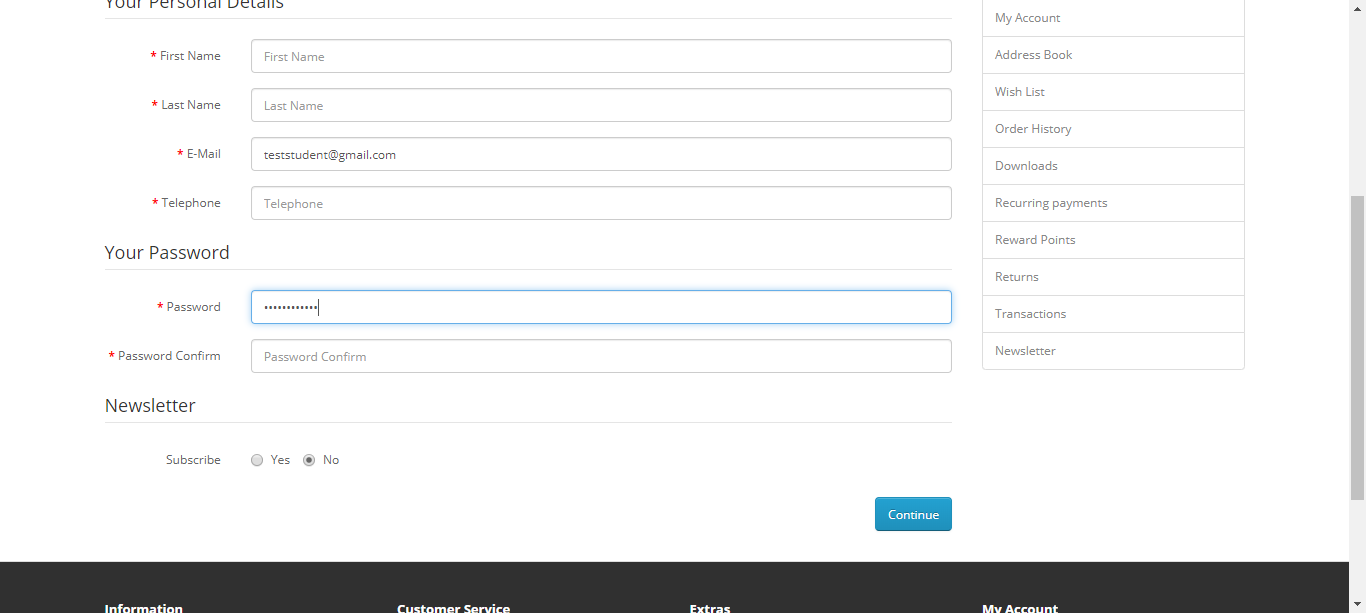 Your Personal Details
* First Name
First Name
* Last Name
Last Name
* E-Mail
teststudent@gmail.com
* Telephone
Telephone
Your Password
* Password
••••••••••••
* Password Confirm
Password Confirm
Newsletter
Subscribe
Yes
No
Continue
My Account
Address Book
Wish List
Order History
Downloads
Recurring payments
Reward Points
Returns
Transactions
Newsletter
Information
Customer Service
Extras
My Account